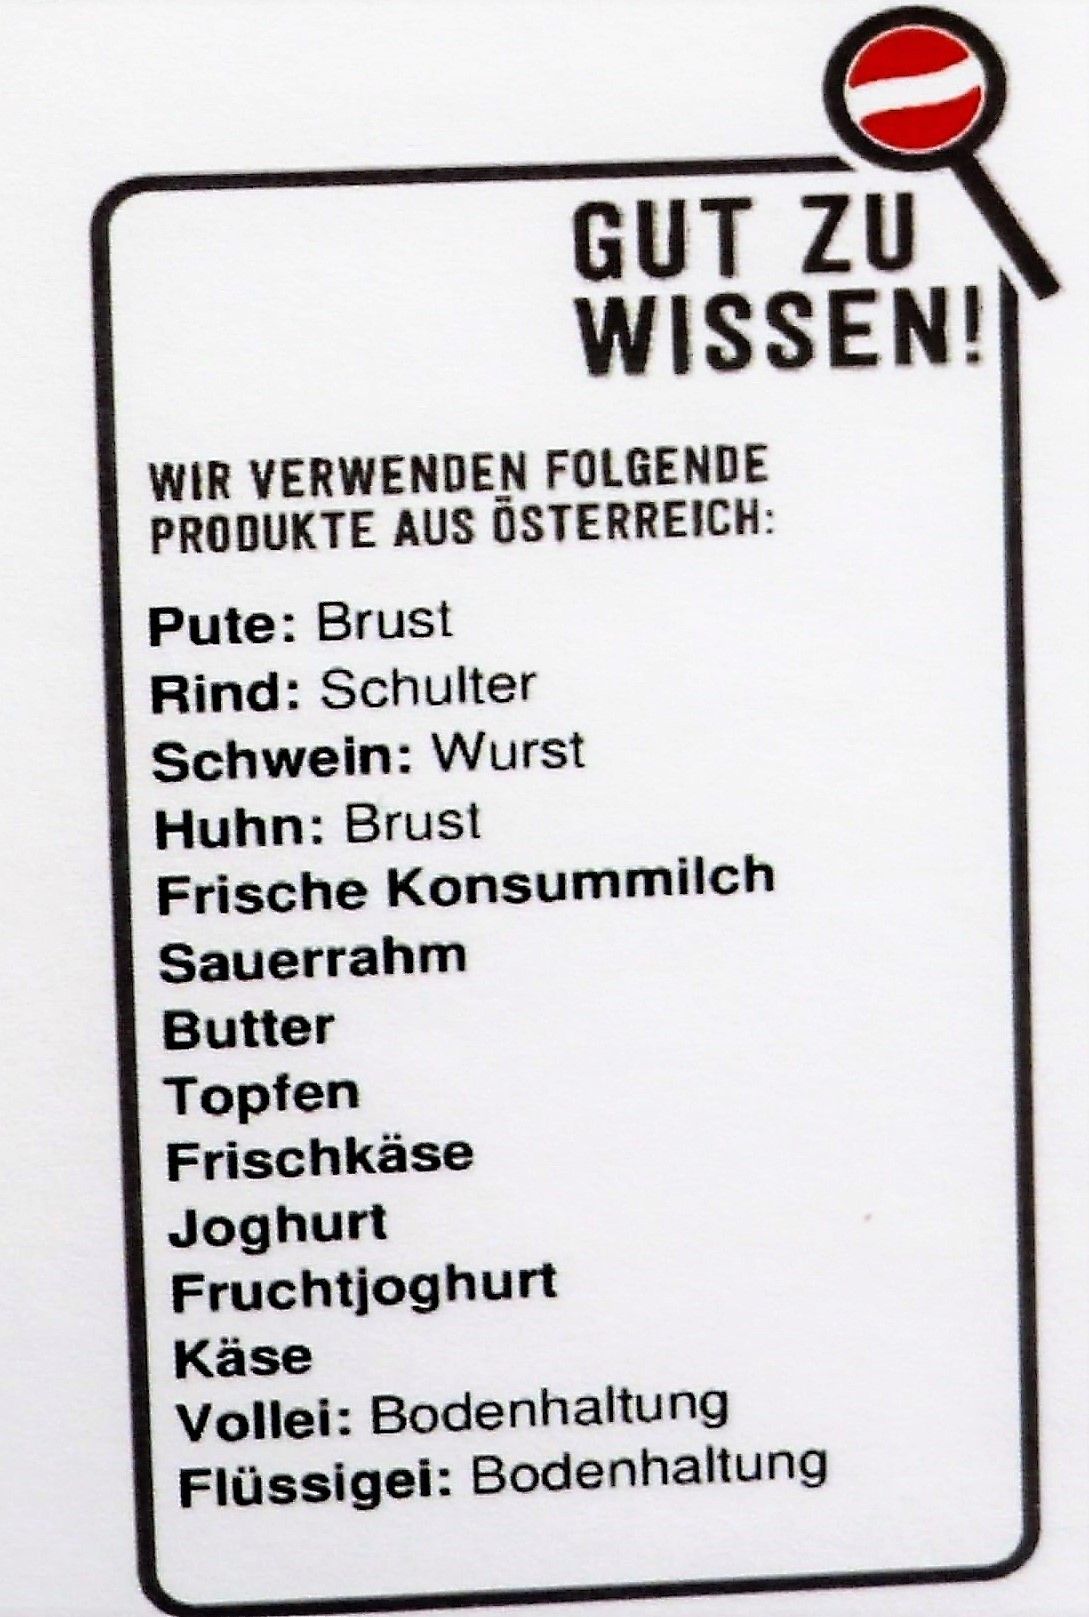 GUT ZU
WISSEN!
WIR VERWENDEN FOLGENDE
PRODUKTE AUS ÖSTERREICH:
Pute: Brust
Rind: Schulter
Schwein: Wurst
Huhn: Brust
Frische Konsummilch
Sauerrahm
Butter
Topfen
Frischkäse
Joghurt
Fruchtjoghurt
Käse
Vollei: Bodenhaltung
Flüssigei: Bodenhaltung